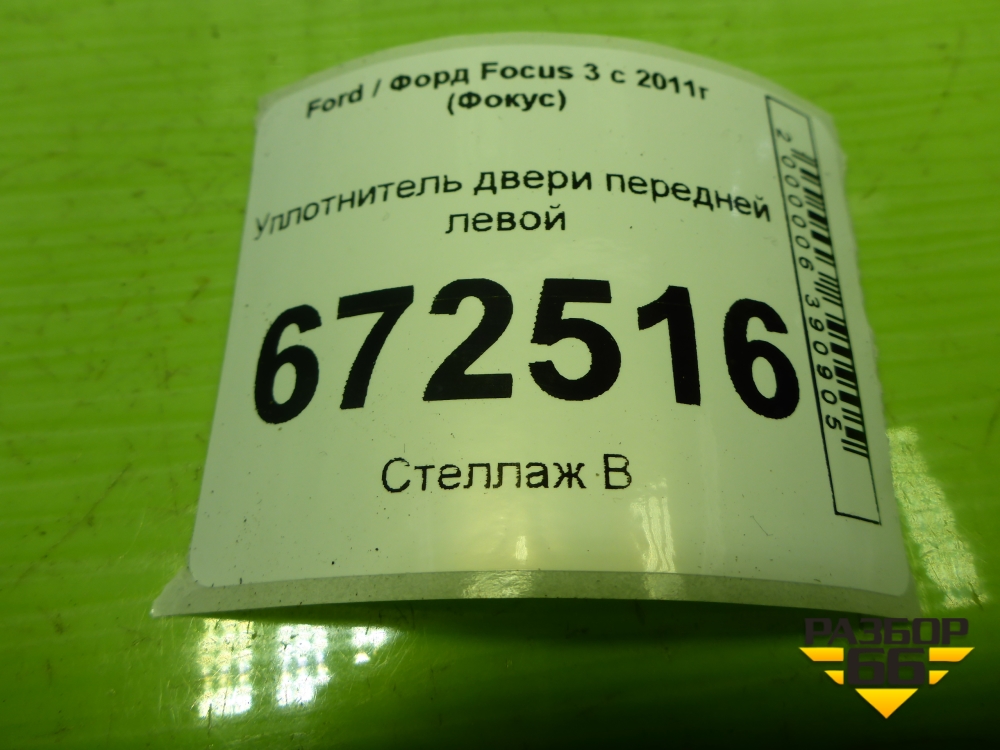 Ford / Форд Focus 3 с 2011г
(Фокус)
Уплотнитель двери передней
левой
672516
Стеллаж В
2000006390905
РАЗБОР
66